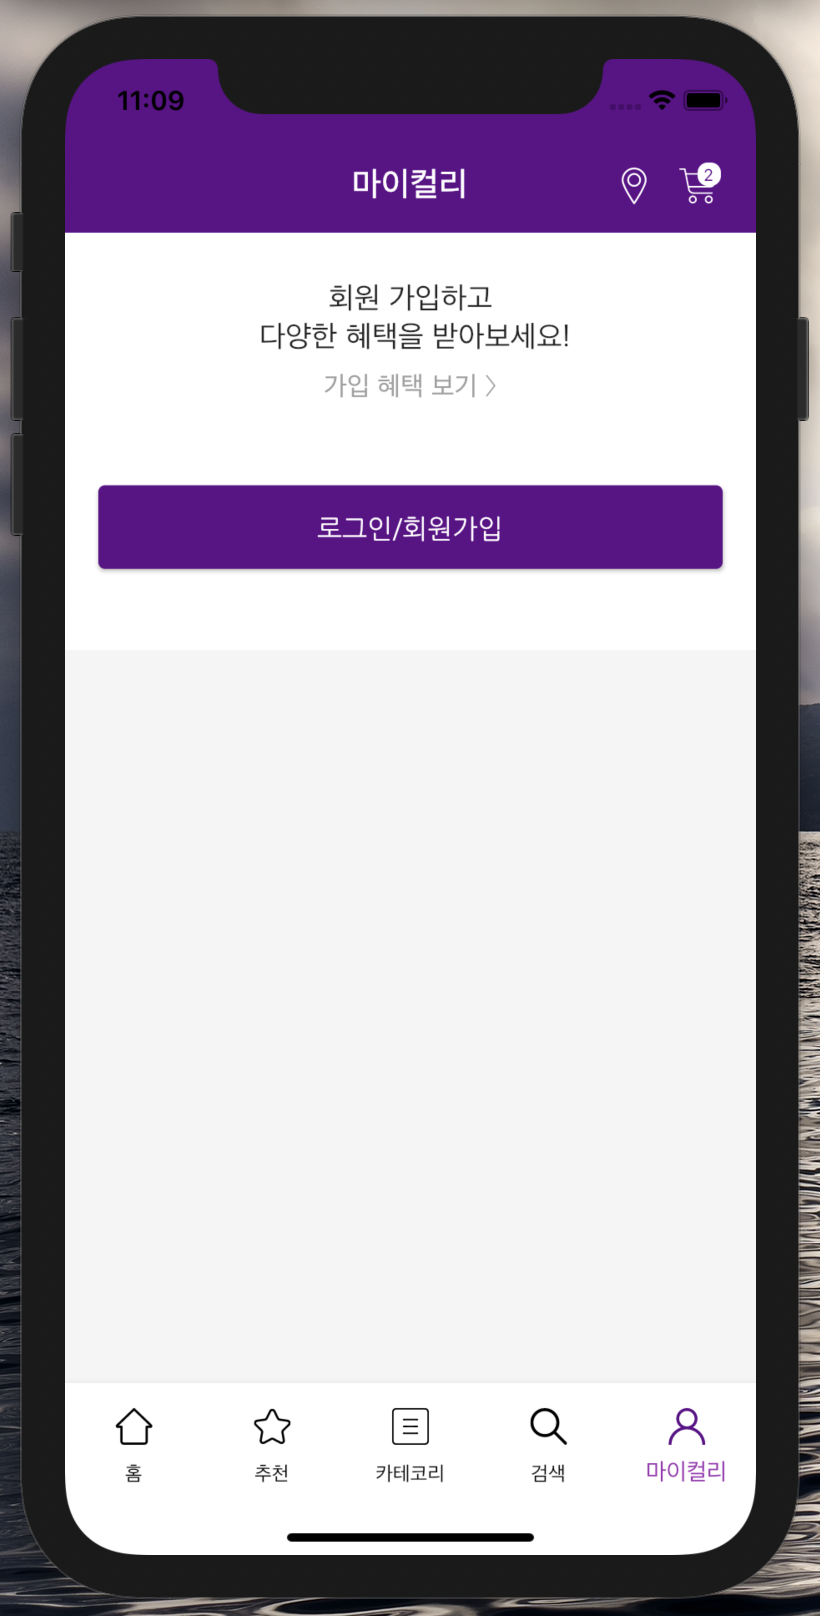 11:09
마이컬리
2
회원 가입하고
다양한 혜택을 받아보세요!
가입 혜택 보기 〉
로그인/회원가입
홈
추천
카테코리
검색
마이컬리